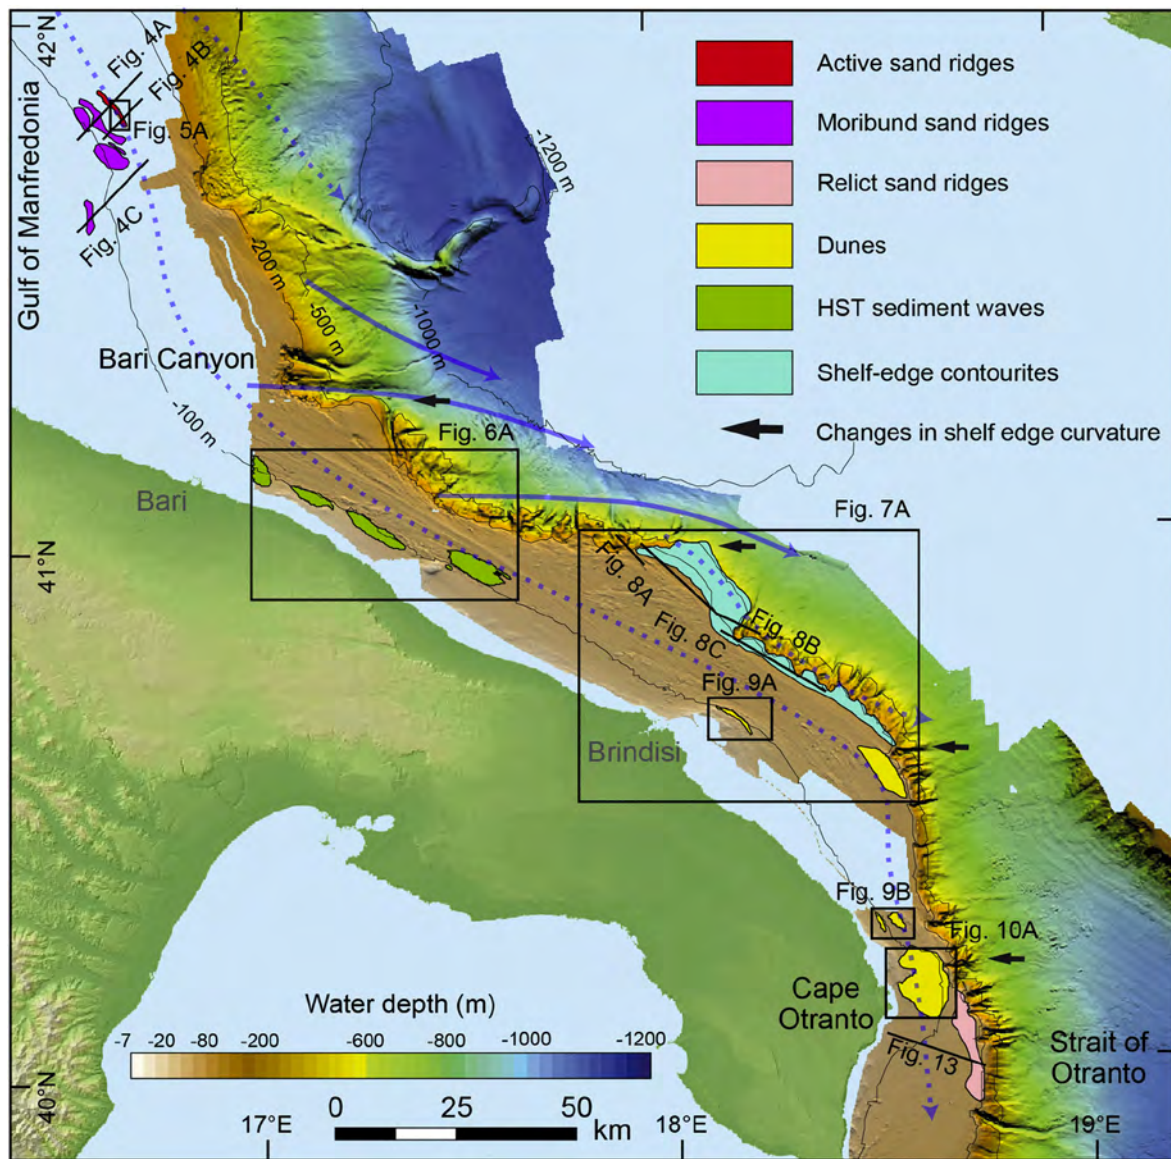 42°N
Fig. 4A
Fig. 4B
Fig. 5A
Fig. 4C
Gulf of Manfredonia
-1200 m
-200 m
-500 m
-1000 m
-100 m
Active sand ridges
Moribund sand ridges
Relict sand ridges
Dunes
HST sediment waves
Shelf-edge contourites
Changes in shelf edge curvature
Bari Canyon
Fig. 6A
Bari
Fig. 7A
41°N
Fig. 8A
Fig. 8B
Fig. 8C
Fig. 9A
Brindisi
Fig. 9B
Fig. 10A
Cape
Otranto
Strait of
Otranto
Fig. 13
Water depth (m)
-7 -20 -80 -200 -600 -1000 -1200
0 25 50
km
40°N
17°E
18°E
19°E